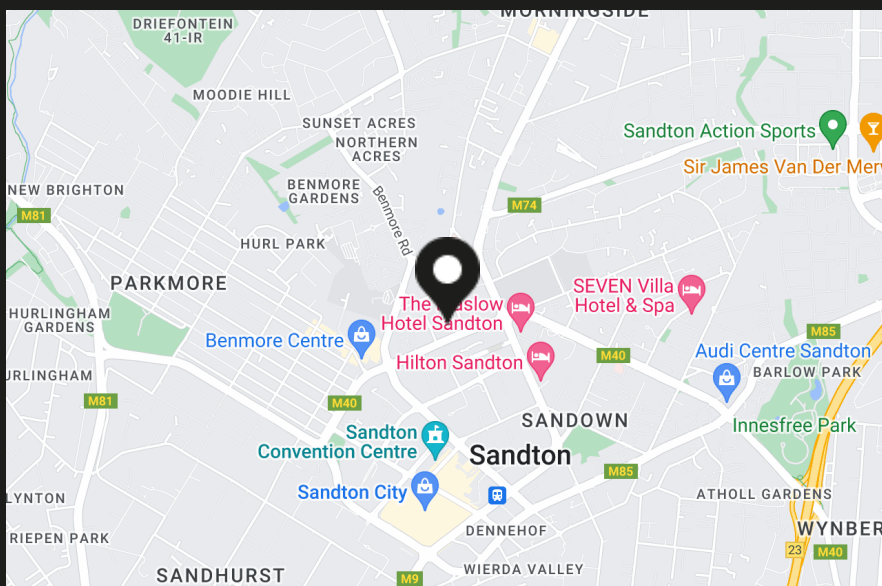 MORNINGSIDE
DRIEFONTEIN
41-IR
MOODIE HILL
SUNSET ACRES
NORTHERN
ACRES
Sandton Action Sports
Sir James Van Der Merw
NEW BRIGHTON
BENMORE
GARDENS
Benmore Rd
M74
M81
HURL PARK
PARKMORE
SEVEN Villa
Hotel & Spa
The
Hotel Sandton
HURLINGHAM
GARDENS
Benmore Centre
M85
Hilton Sandton
M40
Audi Centre Sandton
BARLOW PARK
URLINGHAM
M81
M40
SANDOWN
Innesfree Park
Sandton
Convention Centre
Sandton
M85
Sandton City
LYNTON
ATHOLL GARDENS
RIEPEN PARK
DENNEHOF
WYNBER
23
M40
SANDHURST
M9
WIERDA VALLEY